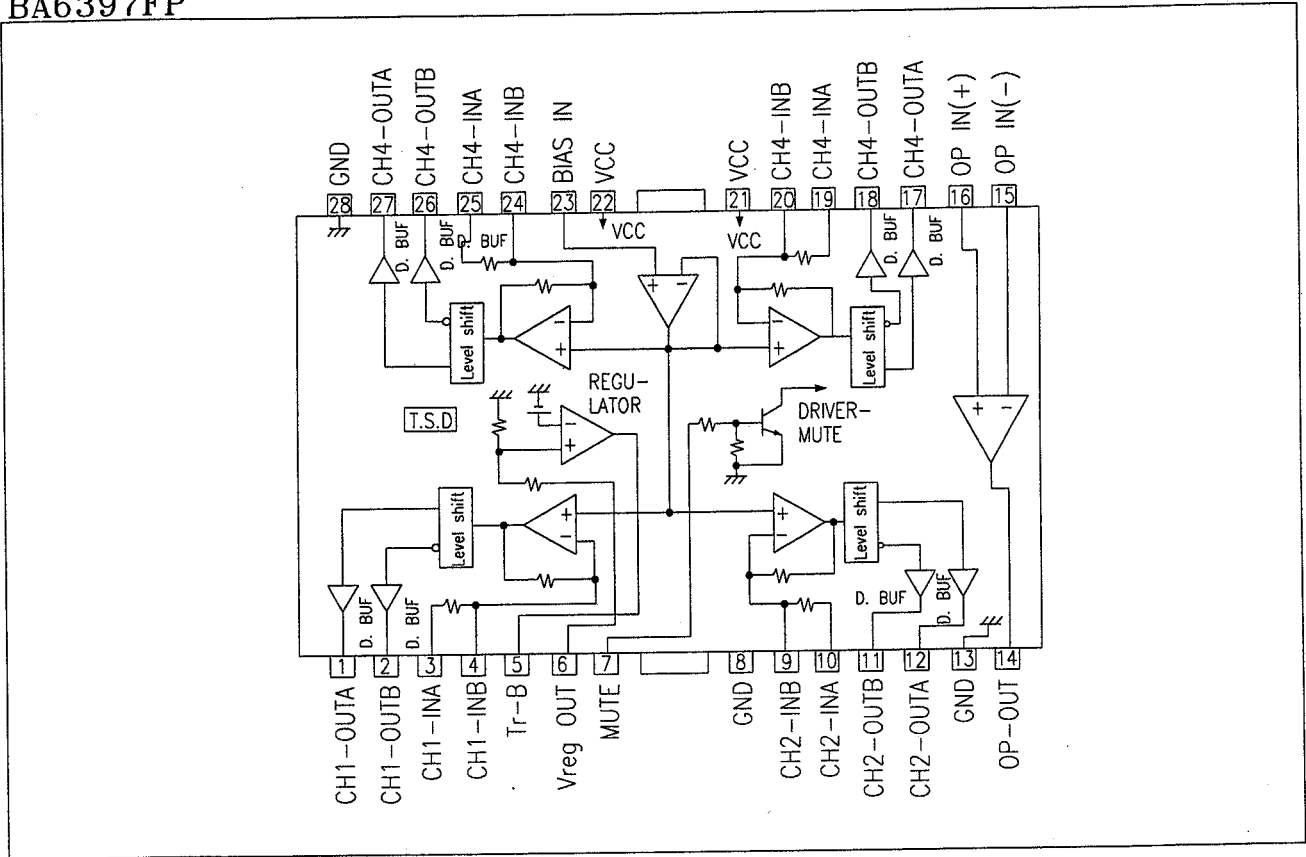 BA6397FP
GND
CH4-OUTA
CH4-OUTB
CH4-INA
CH4-INB
BIAS IN
VCC
VCC
CH4-INB
CH4-INA
CH4-OUTB
CH4-OUTA
OP IN(+)
OP IN(-)
28 27 26 25 24 23 22 21 20 19 18 17 16 15
D. BUF
D. BUF
D. BUF
VCC
VCC
D. BUF
D. BUF
+ -
- +
Level shift
- +
Level shift
+ -
T.S.D
REGU-
LATOR
- +
DRIVER-
MUTE
Level shift
+ -
+ -
Level shift
D. BUF
D. BUF
D. BUF
D. BUF
1 2 3 4 5 6 7 8 9 10 11 12 13 14
CH1-OUTA
CH1-OUTB
CH1-INA
CH1-INB
Tr-B
Vreg OUT
MUTE
GND
CH2-INB
CH2-INA
CH2-OUTB
CH2-OUTA
GND
OP-OUT